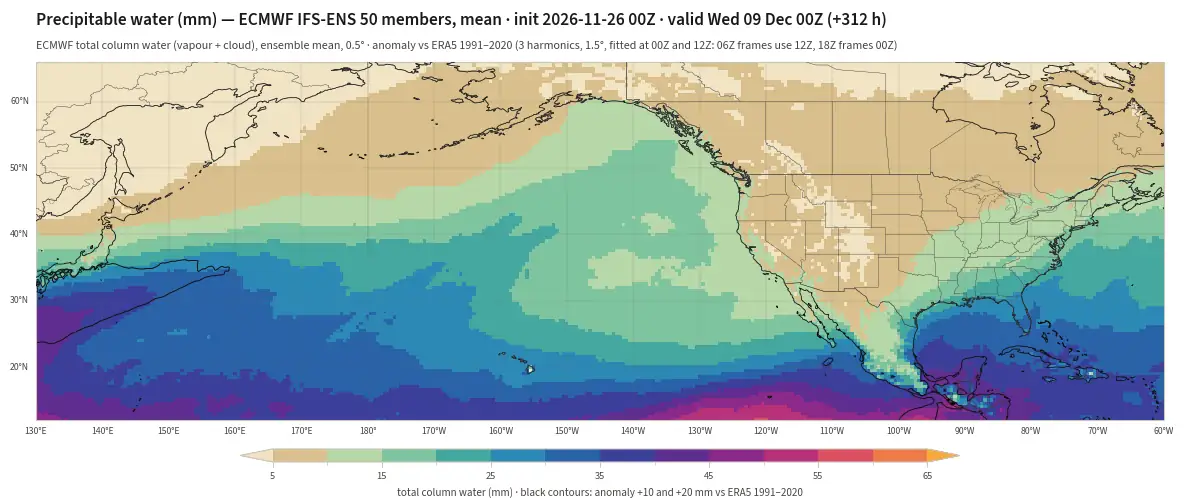 Precipitable water (mm) — ECMWF IFS-ENS 50 members, mean · init 2026-11-26 00Z · valid Wed 09 Dec 00Z (+312 h)
ECMWF total column water (vapour + cloud), ensemble mean, 0.5° · anomaly vs ERA5 1991–2020 (3 harmonics, 1.5°, fitted at 00Z and 12Z: 06Z frames use 12Z, 18Z frames 00Z)
60°N
50°N
40°N
30°N
20°N
130°E 140°E 150°E 160°E 170°E 180° 170°W 160°W 150°W 140°W 130°W 120°W 110°W 100°W 90°W 80°W 70°W 60°W
5 15 25 35 45 55 65
total column water (mm) · black contours: anomaly +10 and +20 mm vs ERA5 1991–2020